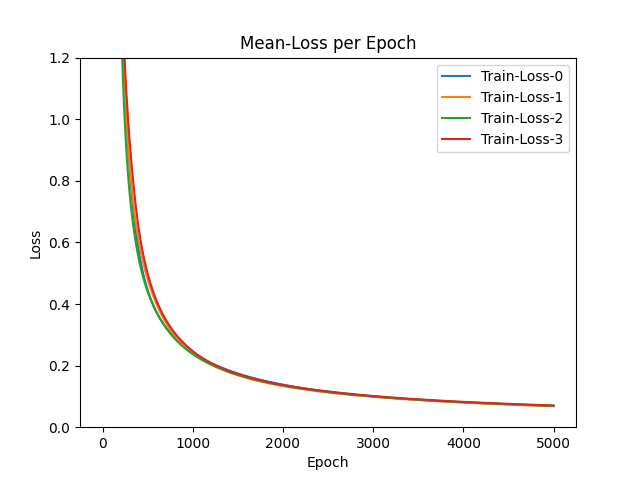 Mean-Loss per Epoch
1.2
1.0
0.8
0.6
0.4
0.2
0.0
Loss
Train-Loss-0
Train-Loss-1
Train-Loss-2
Train-Loss-3
0 1000 2000 3000 4000 5000
Epoch